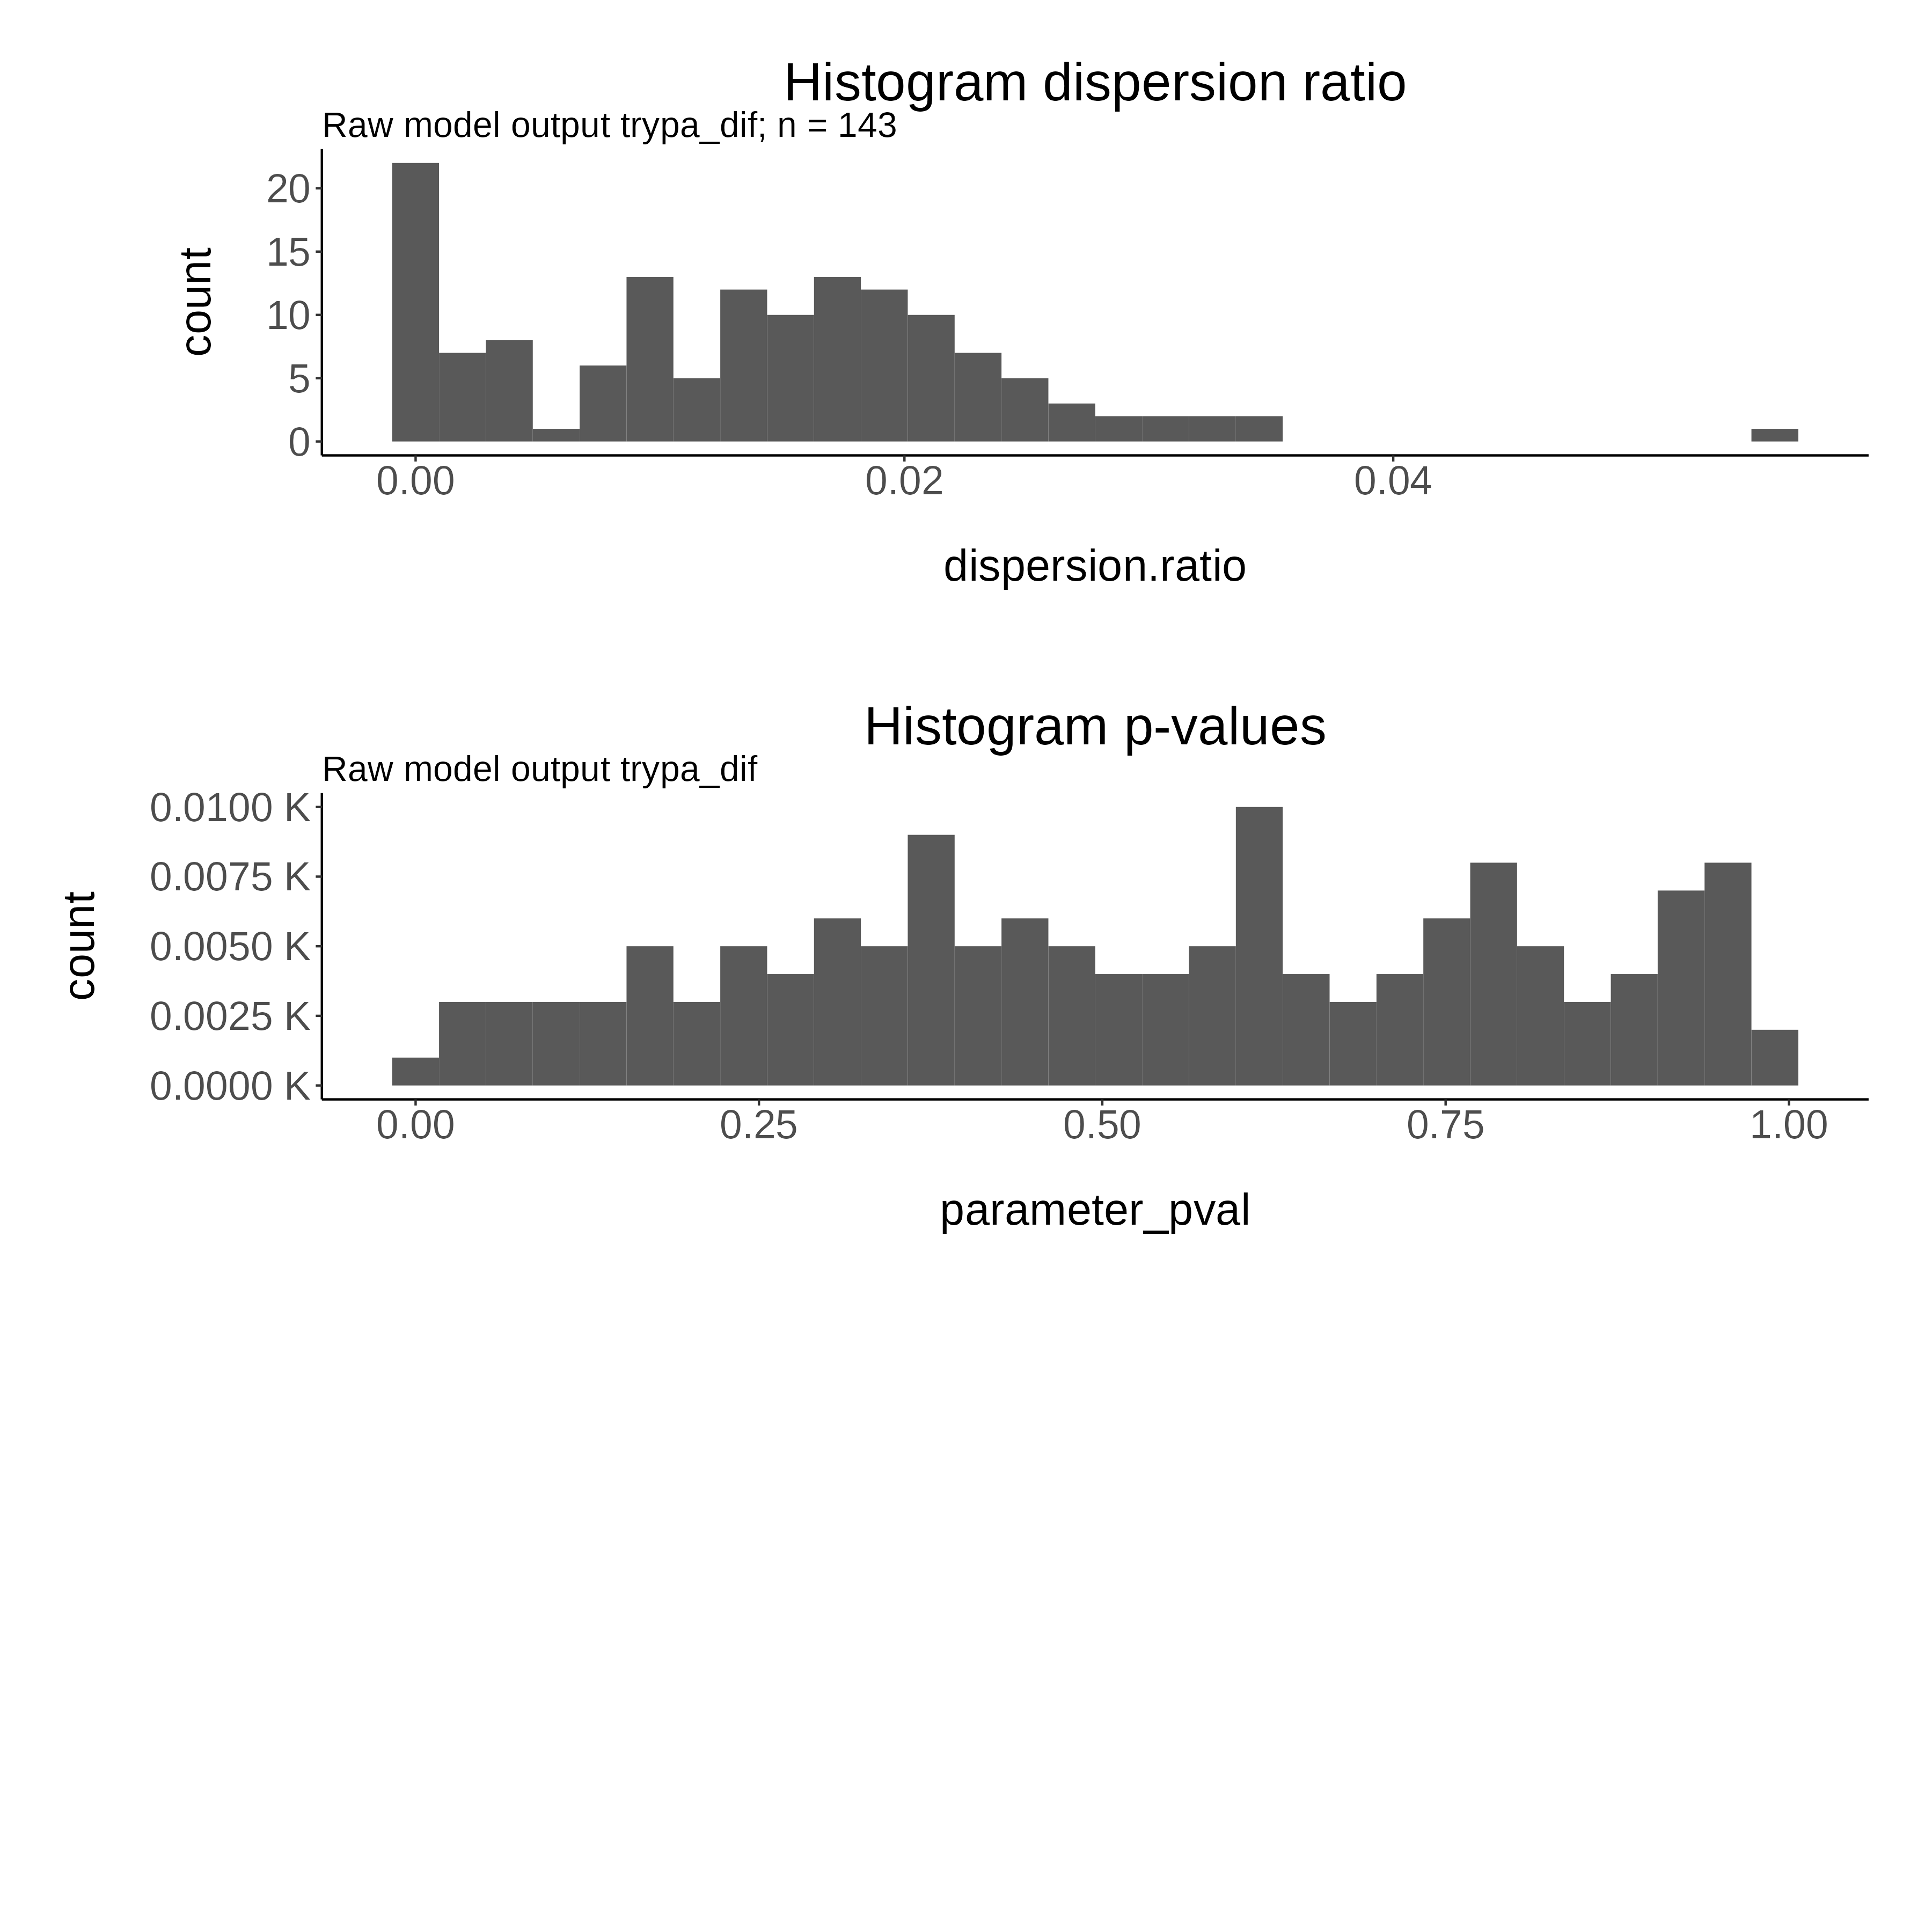 Histogram dispersion ratio
Raw model output trypa_dif; n = 143
20
15
10
5
0
count
0.00 0.02 0.04
dispersion.ratio
Histogram p-values
Raw model output trypa_dif
0.0100 K
0.0075 K
0.0050 K
0.0025 K
0.0000 K
count
0.00 0.25 0.50 0.75 1.00
parameter_pval